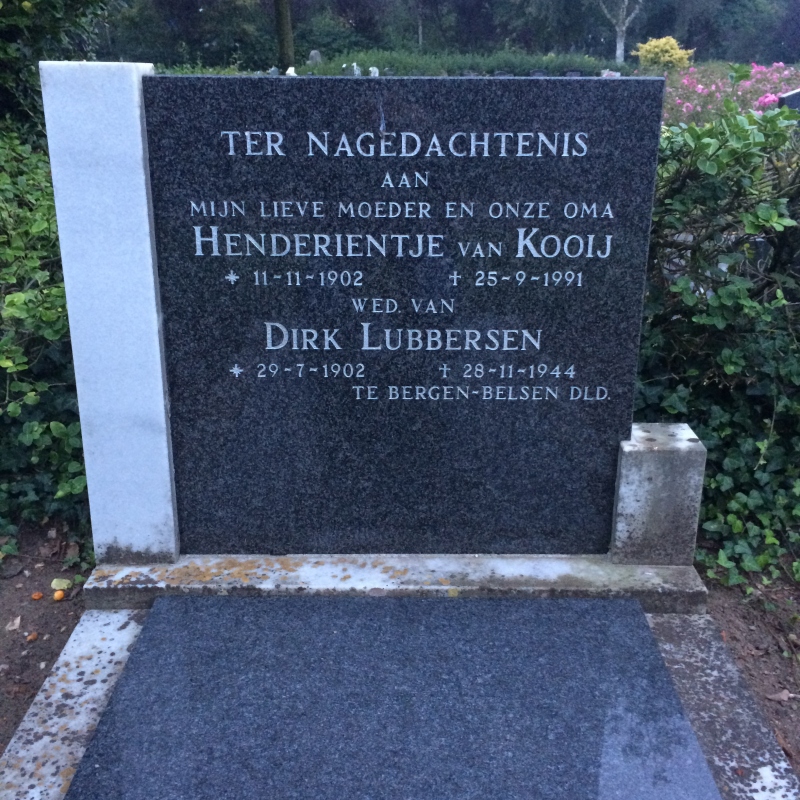 TER NAGEDACHTENIS
AAN
MIJN LIEVE MOEDER EN ONZE OMA
HENDERIENTJE VAN KOOIJ
* 11-11-1902 † 25-9-1991
WED. VAN
DIRK LUBBERSEN
* 29-7-1902 † 28-11-1944
TE BERGEN-BELSEN DLD.